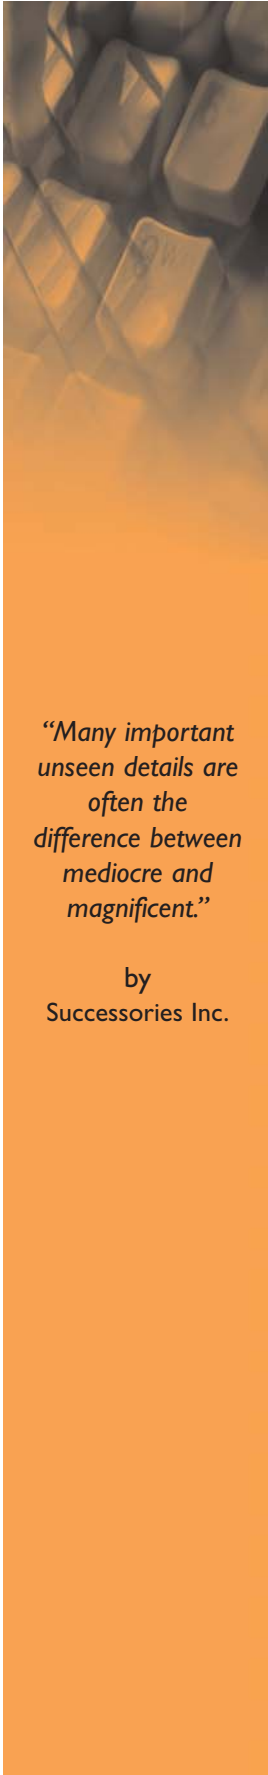 “Many important
unseen details are
often the
difference between
mediocre and
magnificent.”
by
Successories Inc.